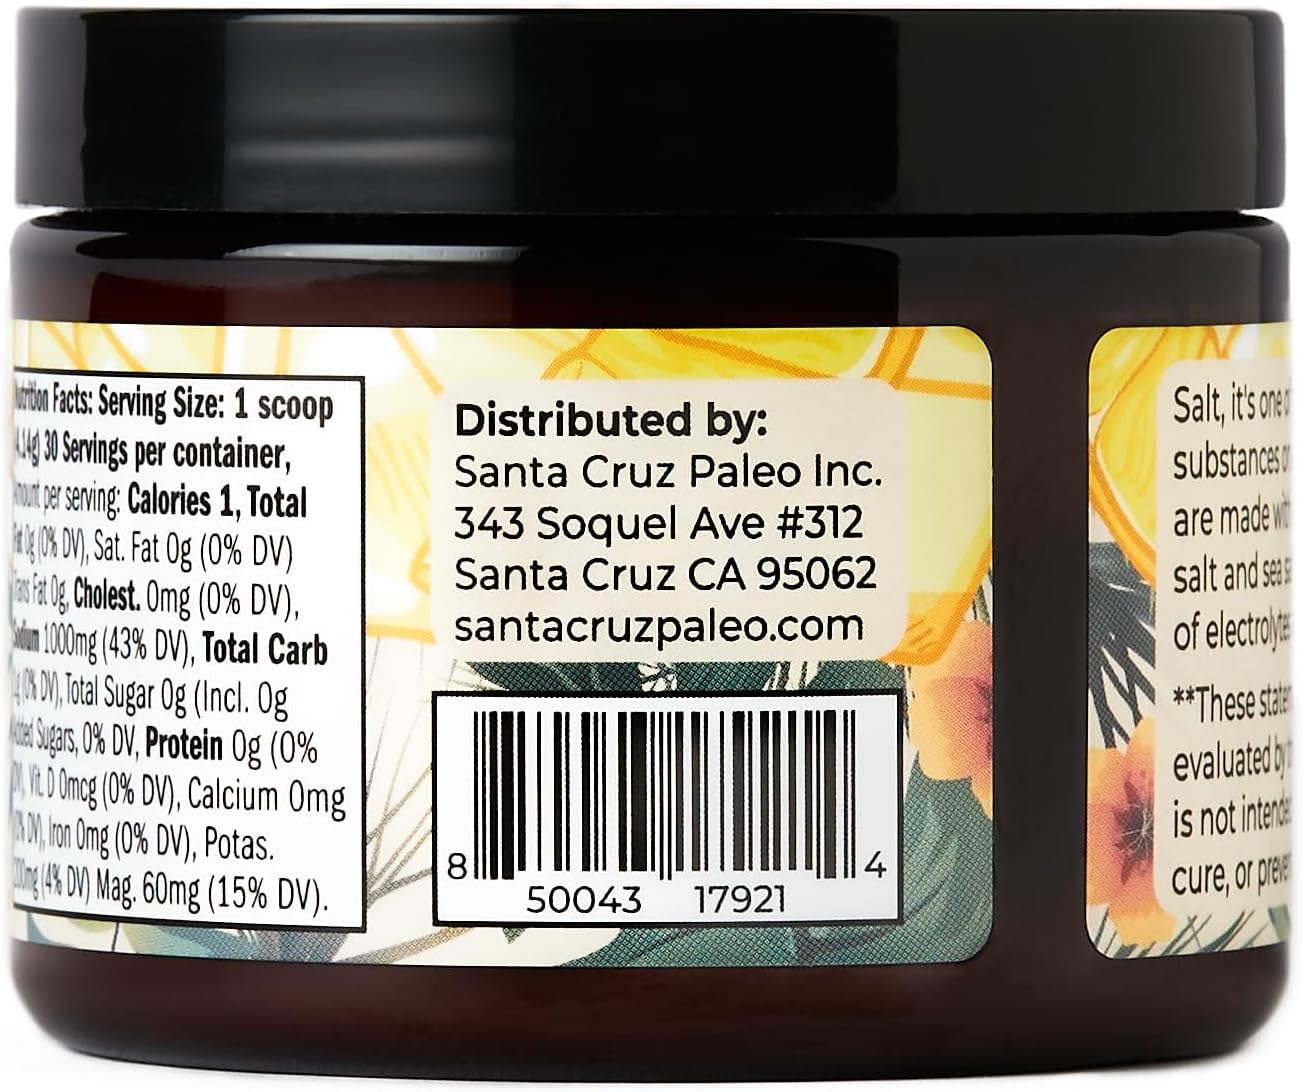 Nutrition Facts: Serving Size: 1 scoop
(4.14g) 30 Servings per container,
Amount per serving: Calories 1, Total
Fat 0g (0% DV), Sat. Fat 0g (0% DV)
Trans Fat 0g, Cholest. 0mg (0% DV),
Sodium 1000mg (43% DV), Total Carb
(0% DV), Total Sugar 0g (Incl. 0g
Added Sugars, 0% DV, Protein 0g (0%
DV), Vit. D 0mcg (0% DV), Calcium 0mg
(0% DV), Iron 0mg (0% DV), Potas.
200mg (4% DV) Mag. 60mg (15% DV).
Distributed by:
Santa Cruz Paleo Inc.
343 Soquel Ave #312
Santa Cruz CA 95062
santacruzpaleo.com
8 50043 17921 4
Salt, it's one
substances
are made
salt and sea
of electrolytes
**These
evaluated by
is not
cure, or